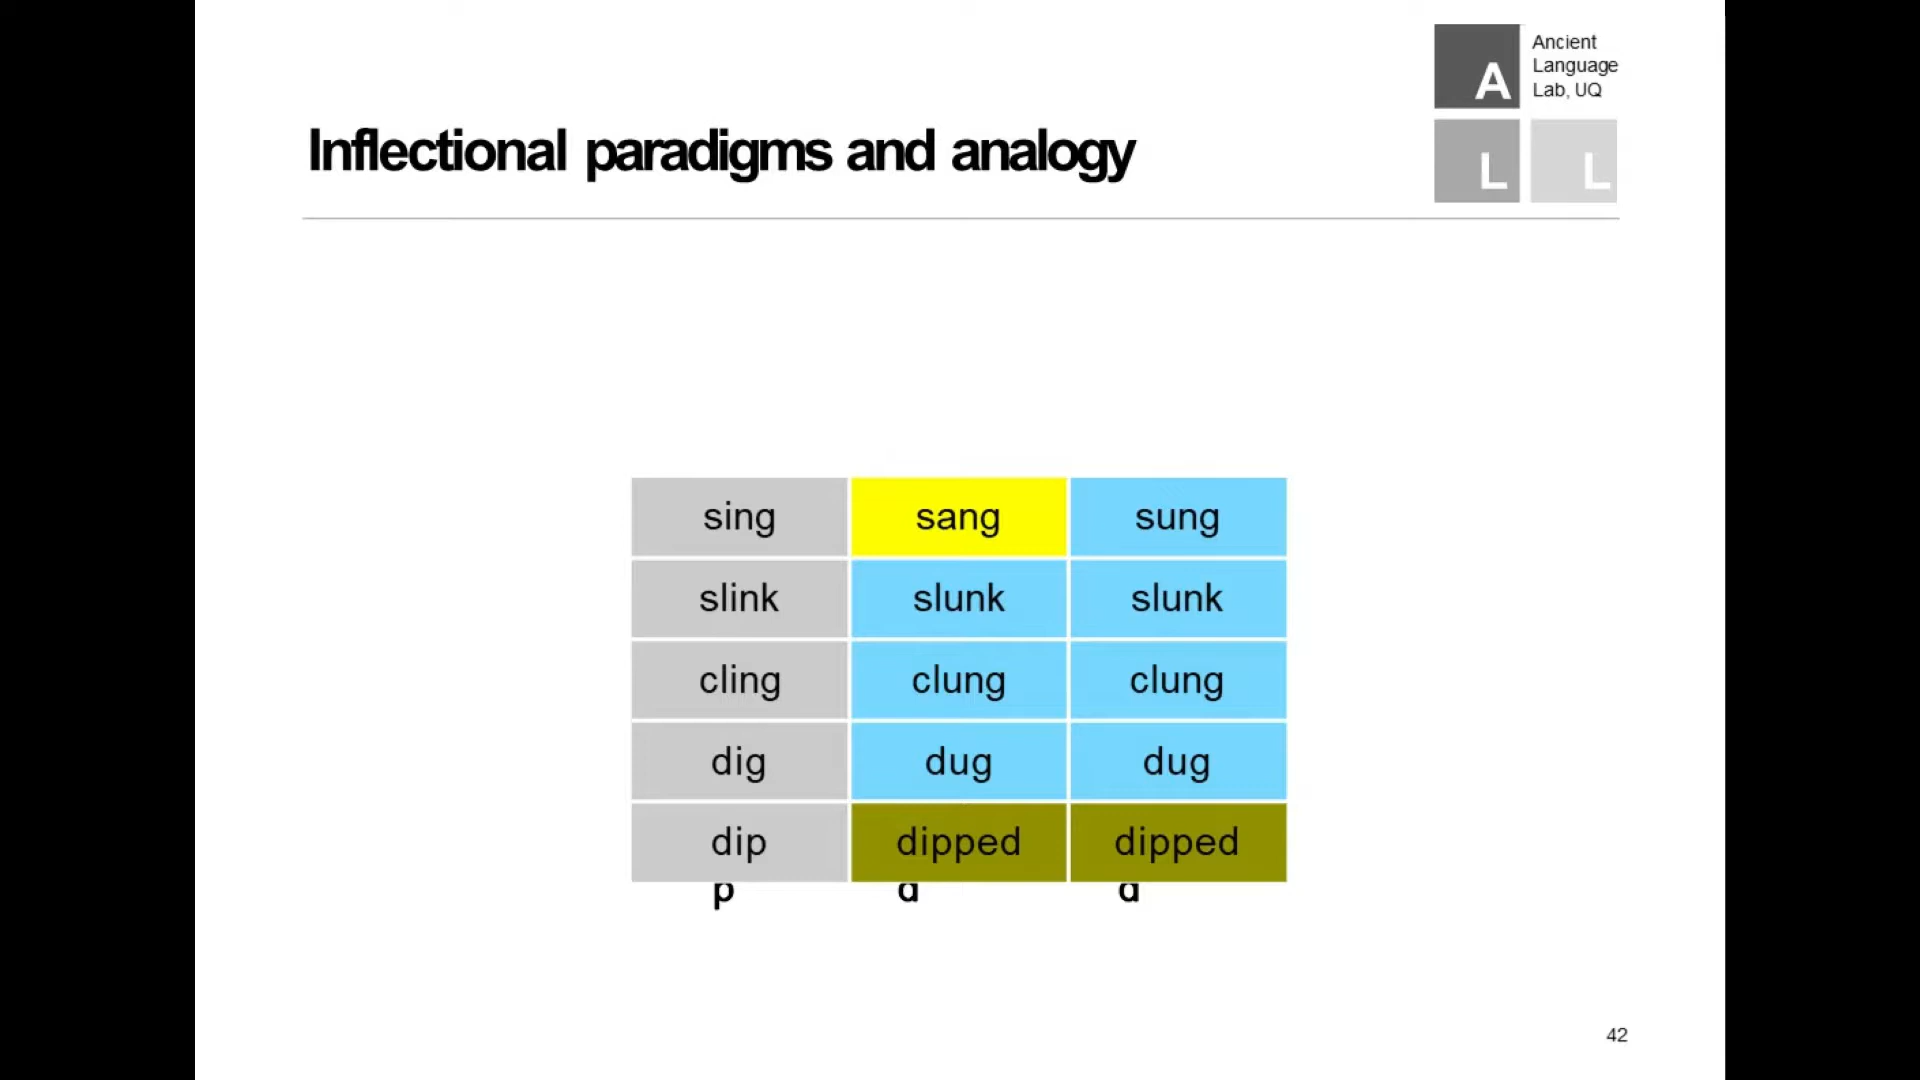 Ancient
Language
Lab, UQ
A
L L
Inflectional paradigms and analogy
sing sang sung
slink slunk slunk
cling clung clung
dig dug dug
dip dipped dipped
p d d
42